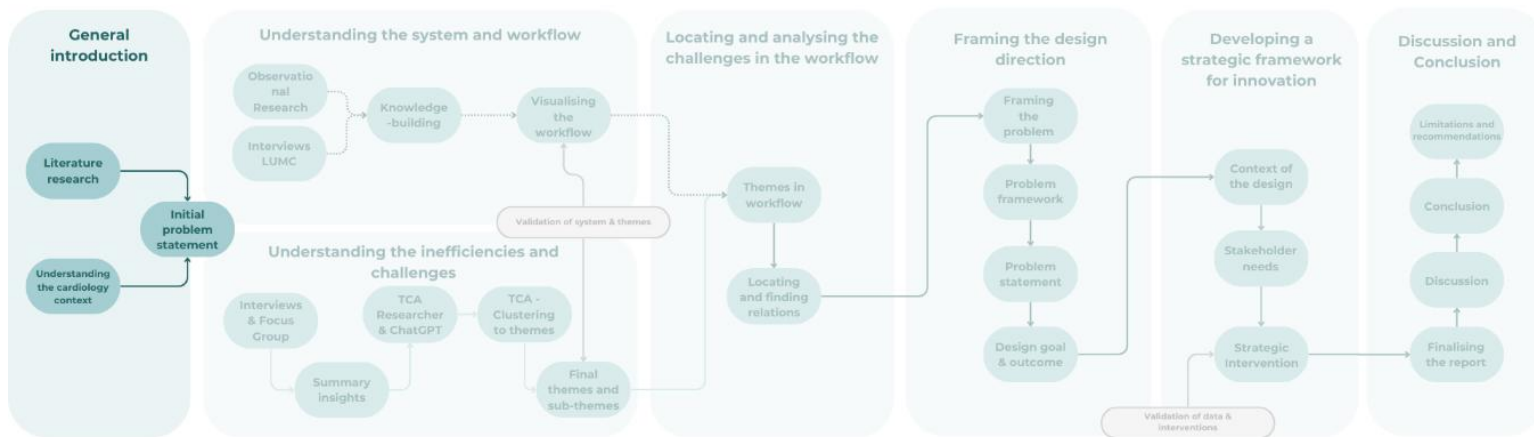 General
introduction
Literature
research
Initial
problem
statement
Understanding
the cardiology
context
Understanding the system and workflow
Observatio
nal
Research
Interviews
LUMC
Knowledge
-building
Visualising
the
workflow
Validation of system & themes
Understanding the inefficiencies and
challenges
Interviews
& Focus
Group
Summary
insights
TCA
Researcher
& ChatGPT
TCA -
Clustering
to themes
Final
themes and
sub-themes
Locating and analysing the
challenges in the workflow
Themes in
workflow
Locating
and finding
relations
Framing the design
direction
Framing
the
problem
Problem
framework
Problem
statement
Design goal
& outcome
Developing a
strategic framework
for innovation
Context of
the design
Stakeholder
needs
Strategic
Intervention
Validation of data &
interventions
Discussion and
Conclusion
Limitations and
recommendations
Conclusion
Discussion
Finalising
the report